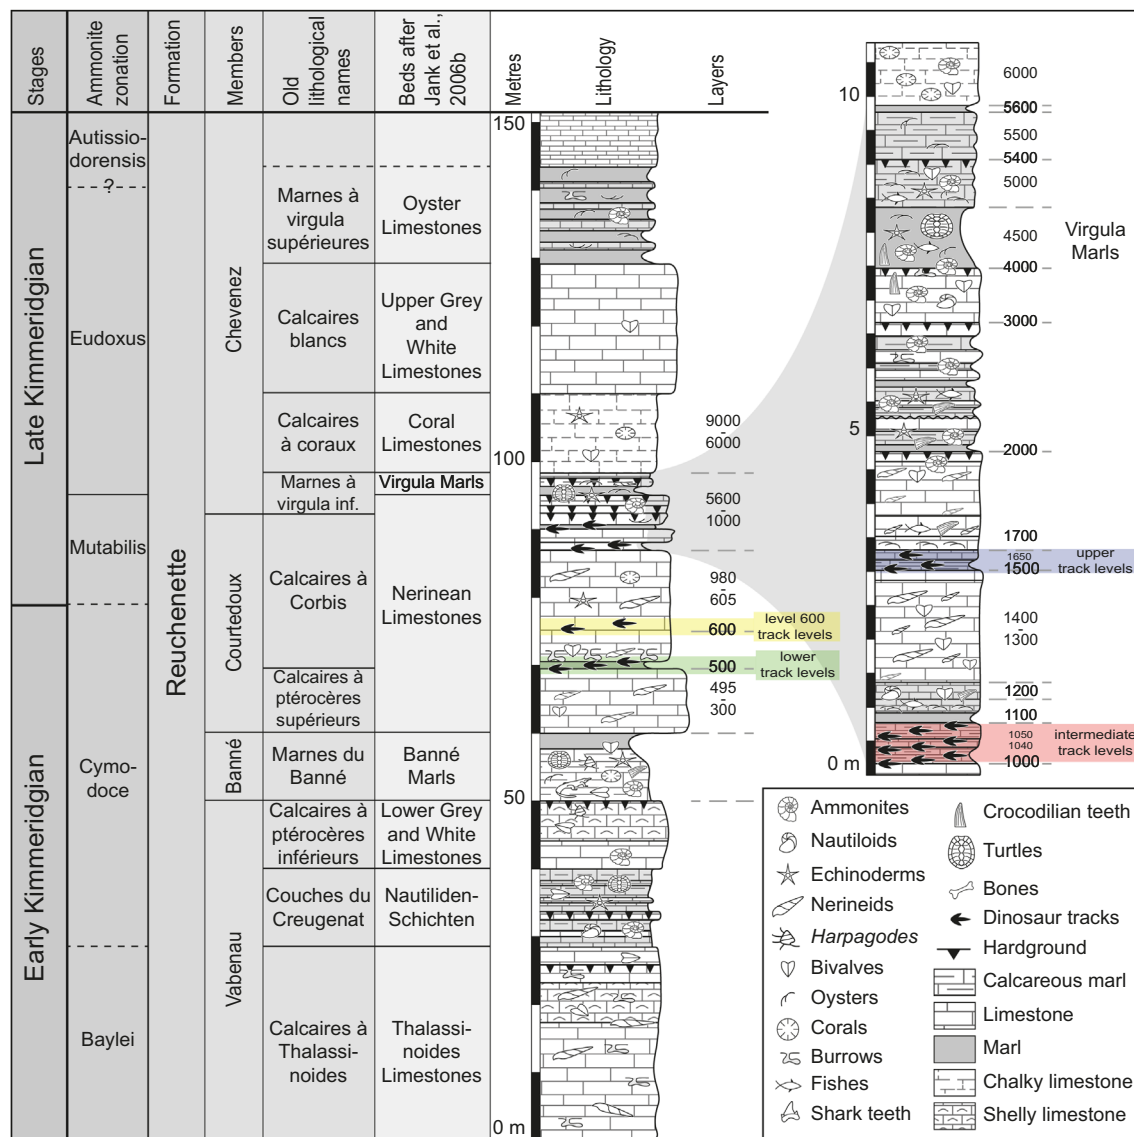 Stages
Ammonite
zonation
Formation
Members
Old
lithological
names
Beds after
Jank et al.,
2006b
Metres
Lithology
Layers
Late Kimmeridgian
Early Kimmeridgian
Autissio-
dorensis
?
Eudoxus
Mutabilis
Cymo-
doce
Baylei
Reuchenette
Chevenez
Courtedoux
Banné
Vabenau
Marnes à
virgula
supérieures
Calcaires
blancs
Calcaires
à coraux
Marnes à
virgula inf.
Calcaires à
Corbis
Calcaires à
ptérocères
supérieurs
Marnes du
Banné
Calcaires à
ptérocères
inférieurs
Couches du
Creugenat
Calcaires à
Thalassi-
noides
Oyster
Limestones
Upper Grey
and
White
Limestones
Coral
Limestones
Virgula Marls
Nerinean
Limestones
Banné
Marls
Lower Grey
and White
Limestones
Nautiliden-
Schichten
Thalassi-
noides
Limestones
150
100
50
0 m
9000
-
6000
5600
-
1000
980
-
605
600
level 600
track levels
500
lower
track levels
495
-
300
10
5
0 m
6000
5600
5500
5400
5000
4500
4000
3000
2000
1700
1650
1500
1400
-
1300
1200
1100
1050
1040
1000
Virgula
Marls
upper
track levels
intermediate
track levels
Ammonites
Nautiloids
Echinoderms
Nerineids
Harpagodes
Bivalves
Oysters
Corals
Burrows
Fishes
Shark teeth
Crocodilian teeth
Turtles
Bones
Dinosaur tracks
Hardground
Calcareous marl
Limestone
Marl
Chalky limestone
Shelly limestone